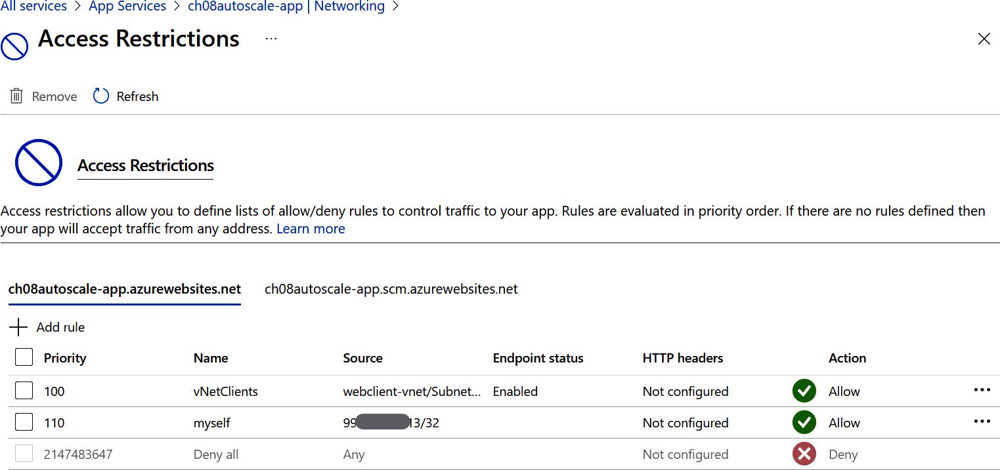 All services > App Services > ch08autoscale-app | Networking >
Access Restrictions ...
Remove Refresh
Access Restrictions
Access restrictions allow you to define lists of allow/deny rules to control traffic to your app. Rules are evaluated in priority order. If there are no rules defined then
your app will accept traffic from any address. Learn more
ch08autoscale-app.azurewebsites.net ch08autoscale-app.scm.azurewebsites.net
Add rule
Priority Name Source Endpoint status HTTP headers Action
100 vNetClients webclient-vnet/Subnet... Enabled Not configured Allow
110 myself 99 13/32 Not configured Allow
2147483647 Deny all Any Not configured Deny